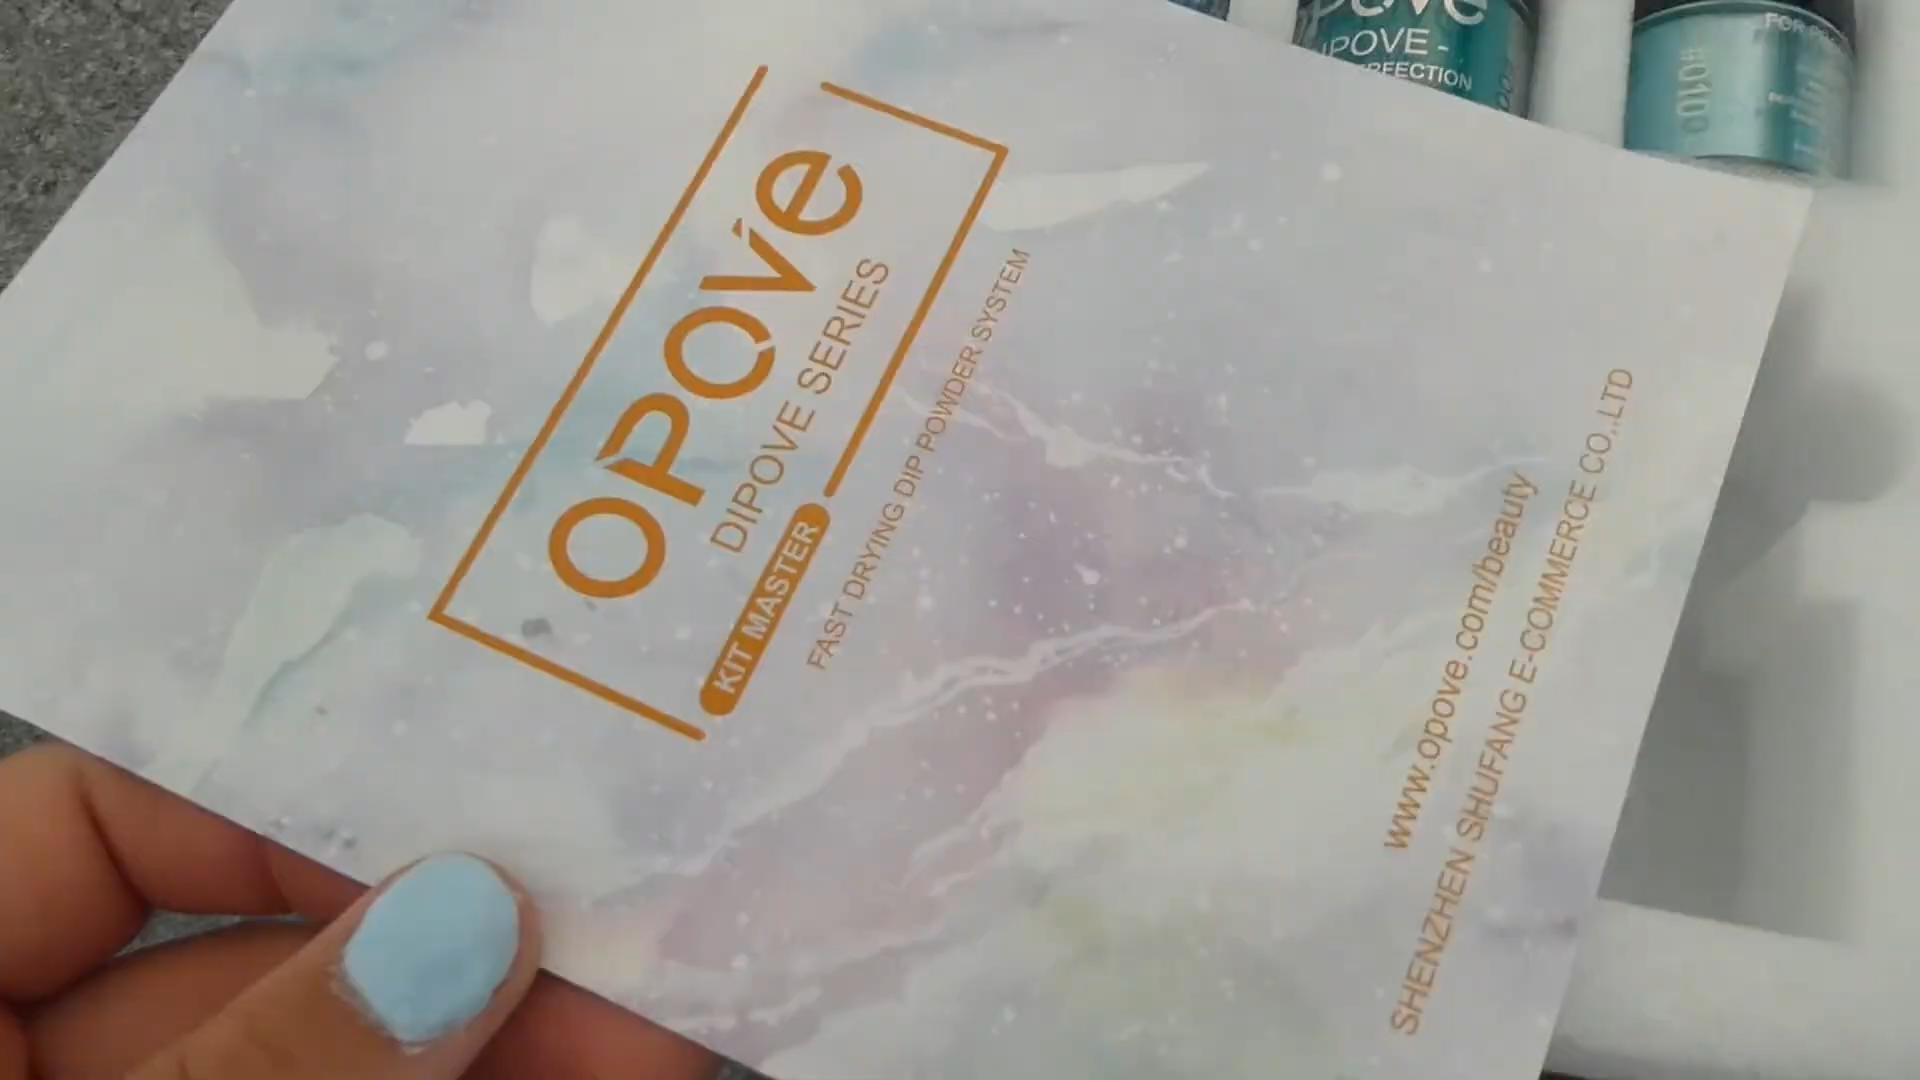 OPOVE
DIPOVE SERIES
KIT MASTER
FAST DRYING DIP POWDER SYSTEM
www.opove.com/beauty
SHENZHEN SHUFANG E-COMMERCE CO.,LTD
#010